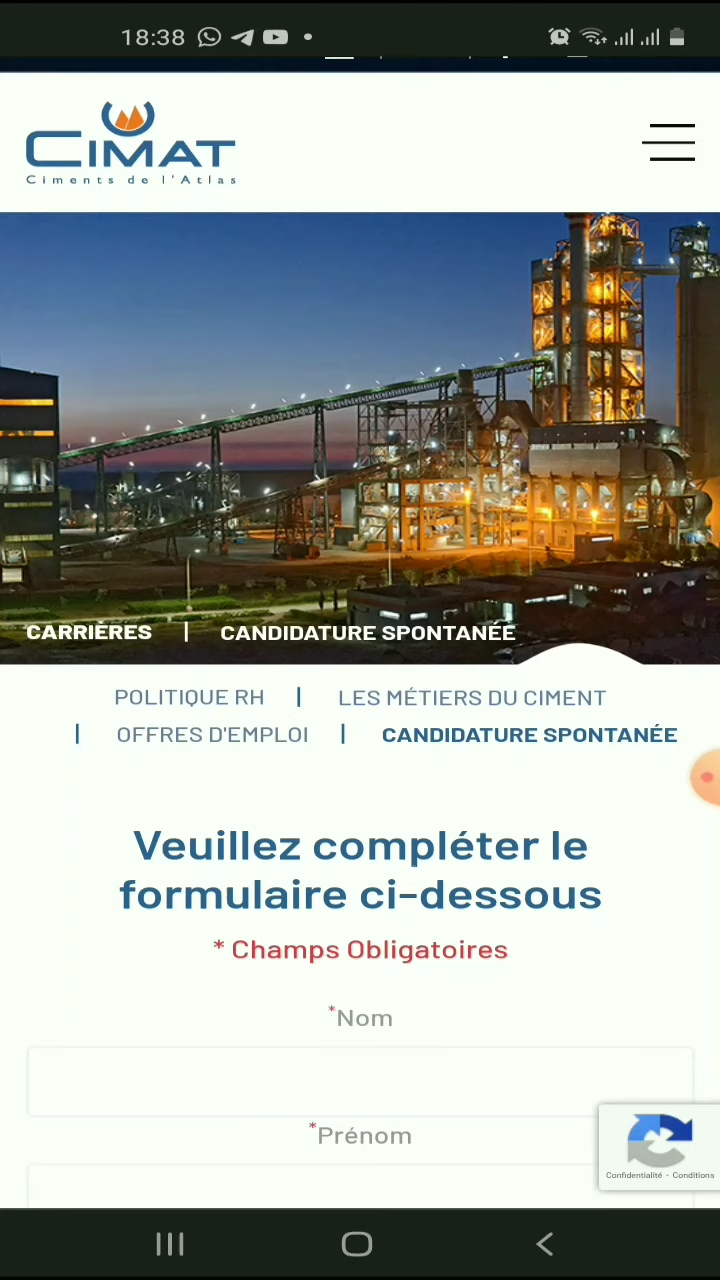 18:38
CIMAT
Ciments de l'Atlas
CARRIÈRES | CANDIDATURE SPONTANÉE
POLITIQUE RH | LES MÉTIERS DU CIMENT
| OFFRES D'EMPLOI | CANDIDATURE SPONTANÉE
Veuillez compléter le
formulaire ci-dessous
* Champs Obligatoires
*Nom
*Prénom
Confidentialité - Conditions